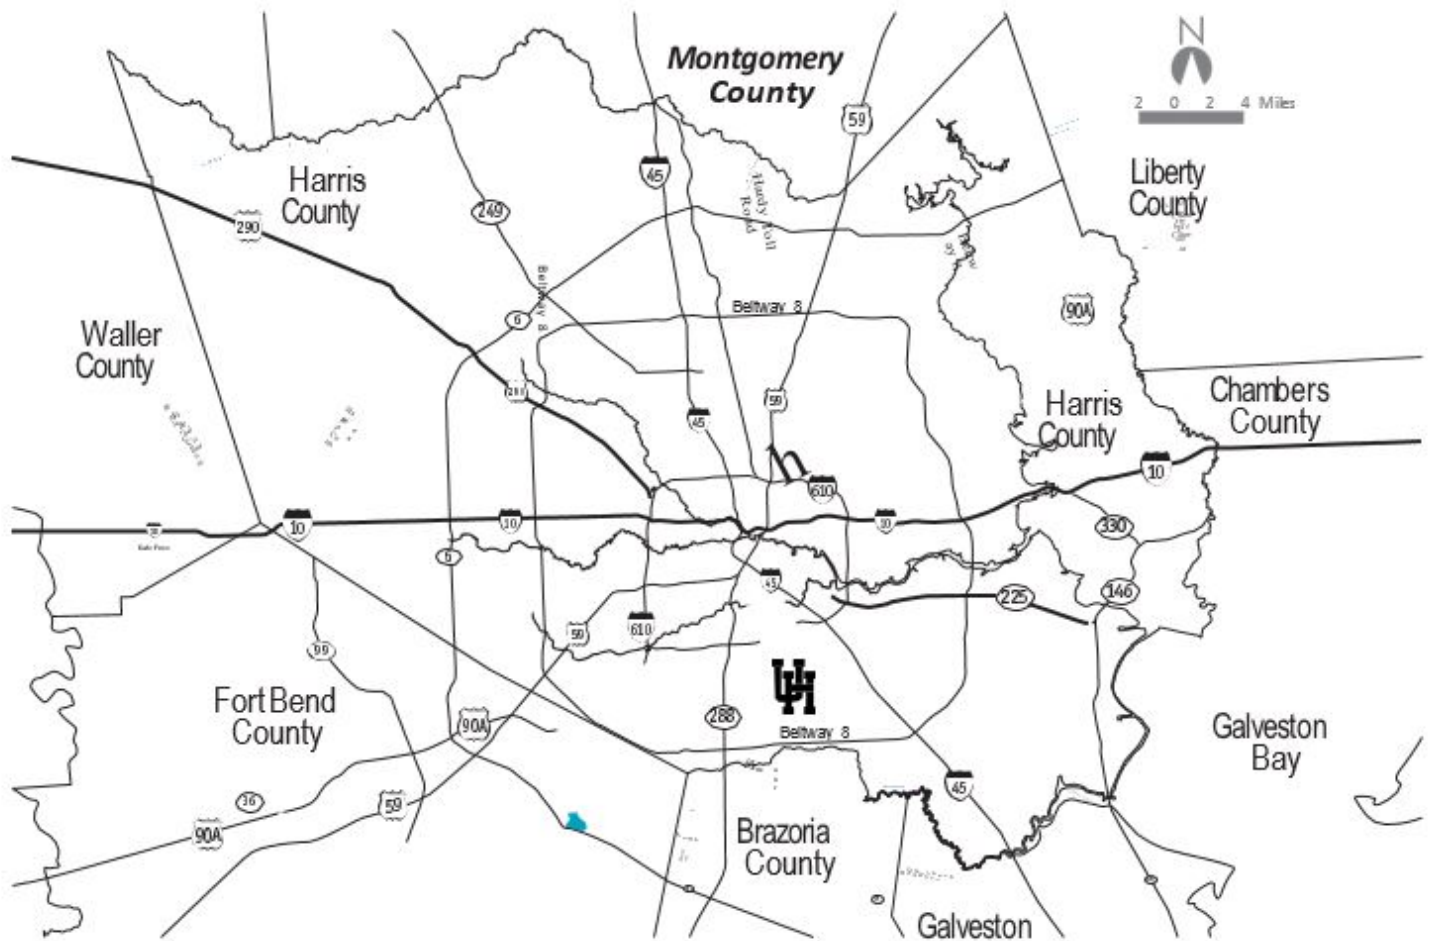 N
2 0 2 4 Miles
Montgomery
County
59
45
Harris
County
Liberty
County
Hardy Toll
Road
249
290
Beltway 8
90A
Beltway 8
6
Waller
County
59
Chambers
County
Harris
County
45
10
610
10
10
10
330
6
45
146
225
59
610
99
Fort Bend
County
UH
288
90A
Beltway 8
Galveston
Bay
45
36
59
90A
Brazoria
County
Galveston